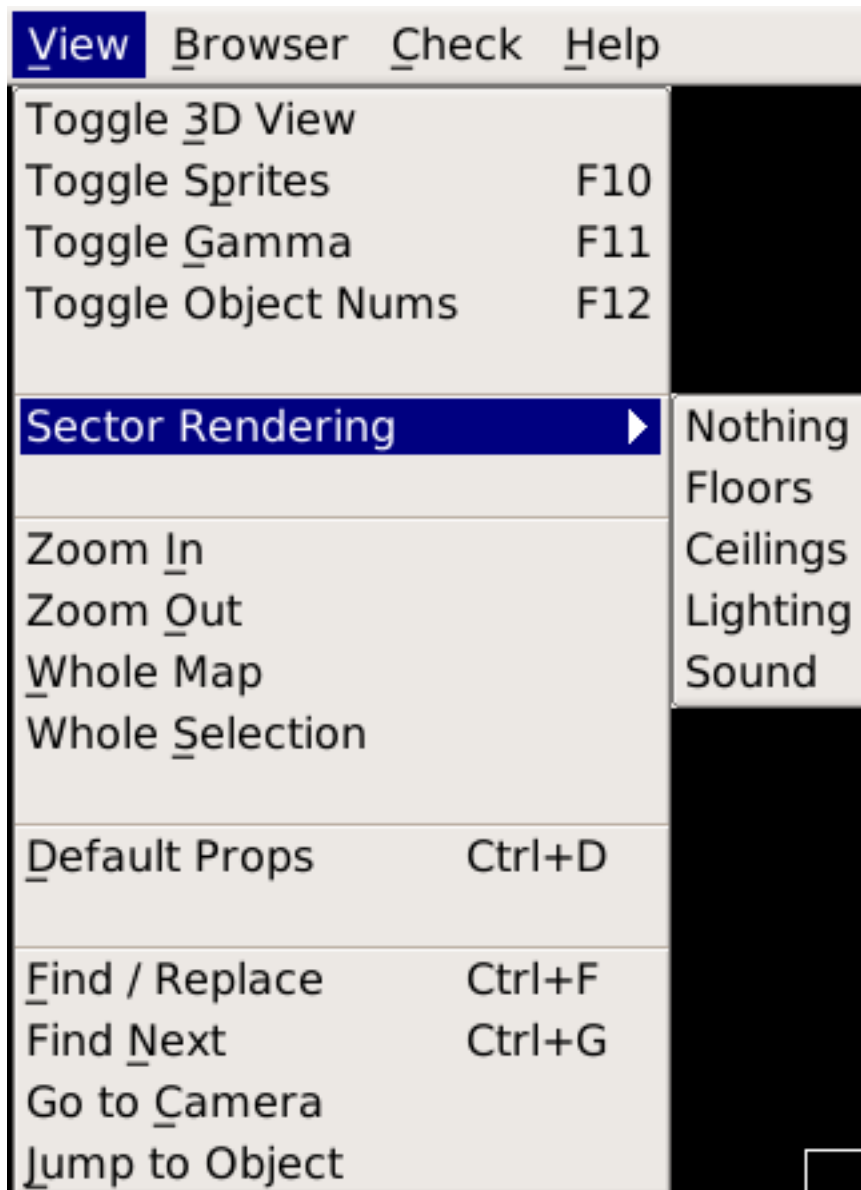 View Browser Check Help
Toggle 3D View
Toggle Sprites F10
Toggle Gamma F11
Toggle Object Nums F12
Sector Rendering
Nothing
Floors
Ceilings
Lighting
Sound
Zoom In
Zoom Out
Whole Map
Whole Selection
Default Props Ctrl+D
Find / Replace Ctrl+F
Find Next Ctrl+G
Go to Camera
Jump to Object